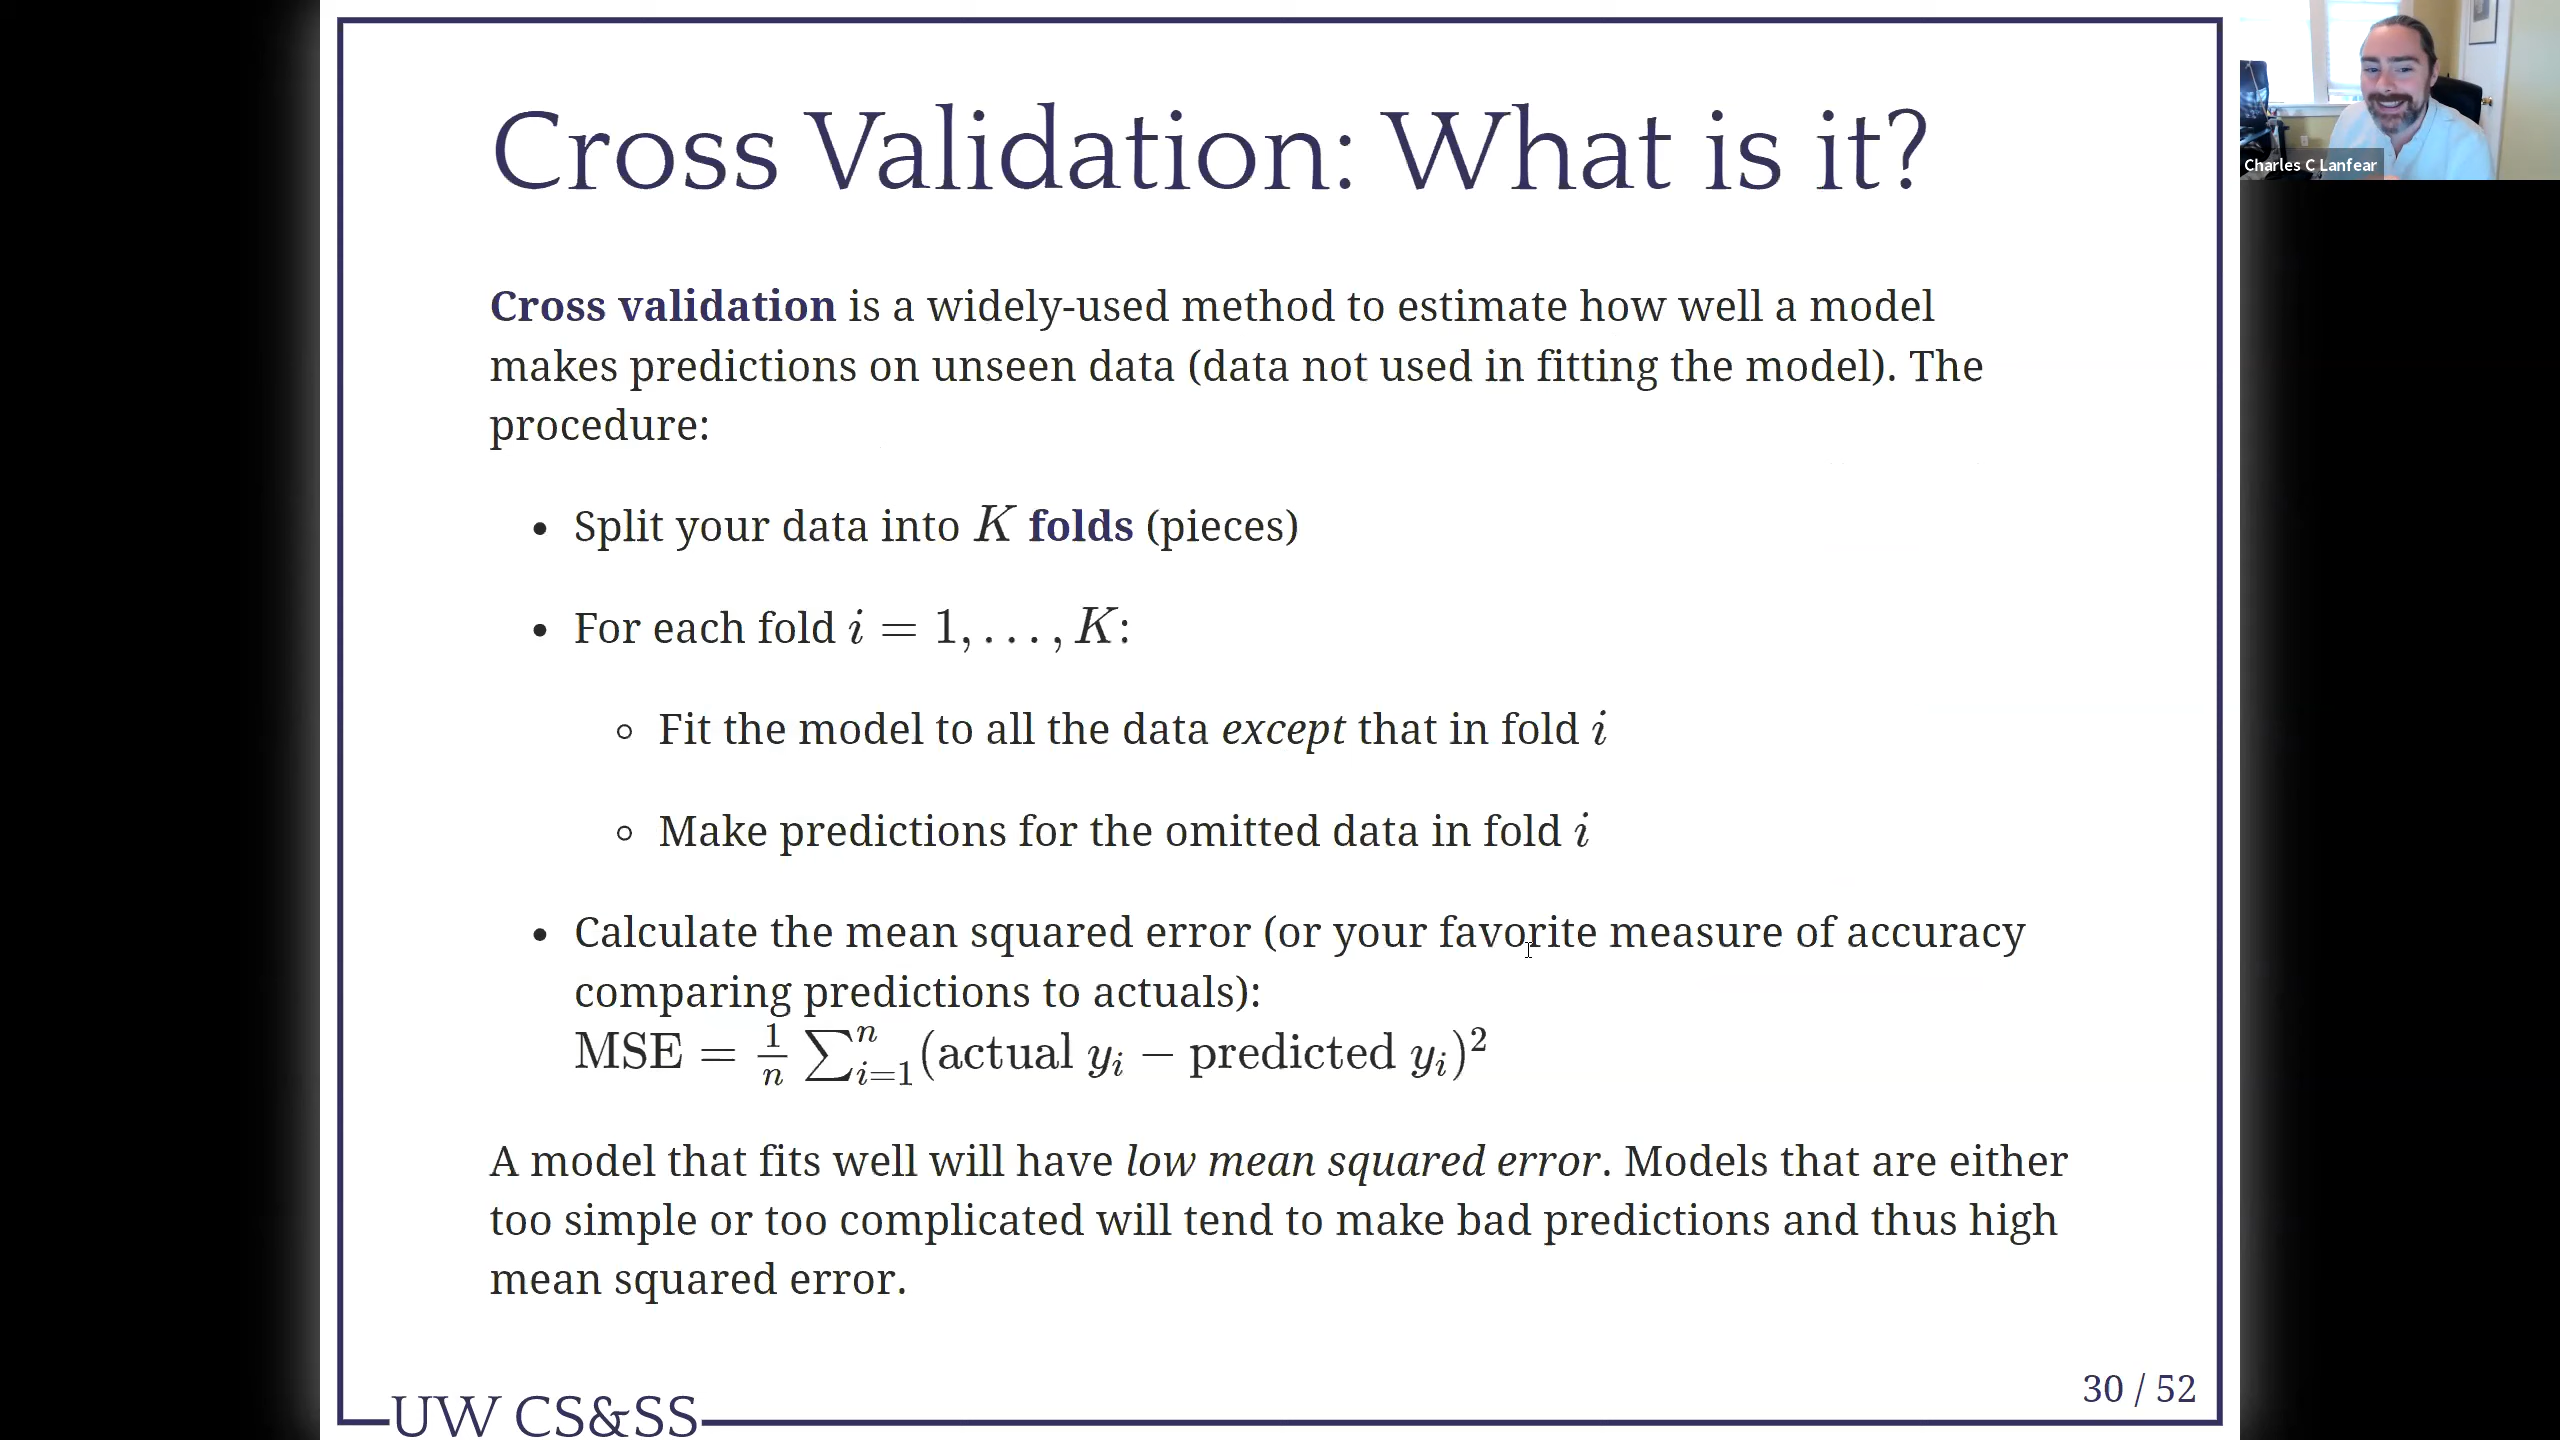 Cross Validation: What is it?
Charles C Lanfear
Cross validation is a widely-used method to estimate how well a model
makes predictions on unseen data (data not used in fitting the model). The
procedure:
• Split your data into K folds (pieces)
• For each fold i = 1, . . . , K:
◦ Fit the model to all the data except that in fold i
◦ Make predictions for the omitted data in fold i
• Calculate the mean squared error (or your favorite measure of accuracy
comparing predictions to actuals):
MSE = 1/n ∑ⁿᵢ₌₁(actual yᵢ − predicted yᵢ)²
A model that fits well will have low mean squared error. Models that are either
too simple or too complicated will tend to make bad predictions and thus high
mean squared error.
30 / 52
UW CS&SS